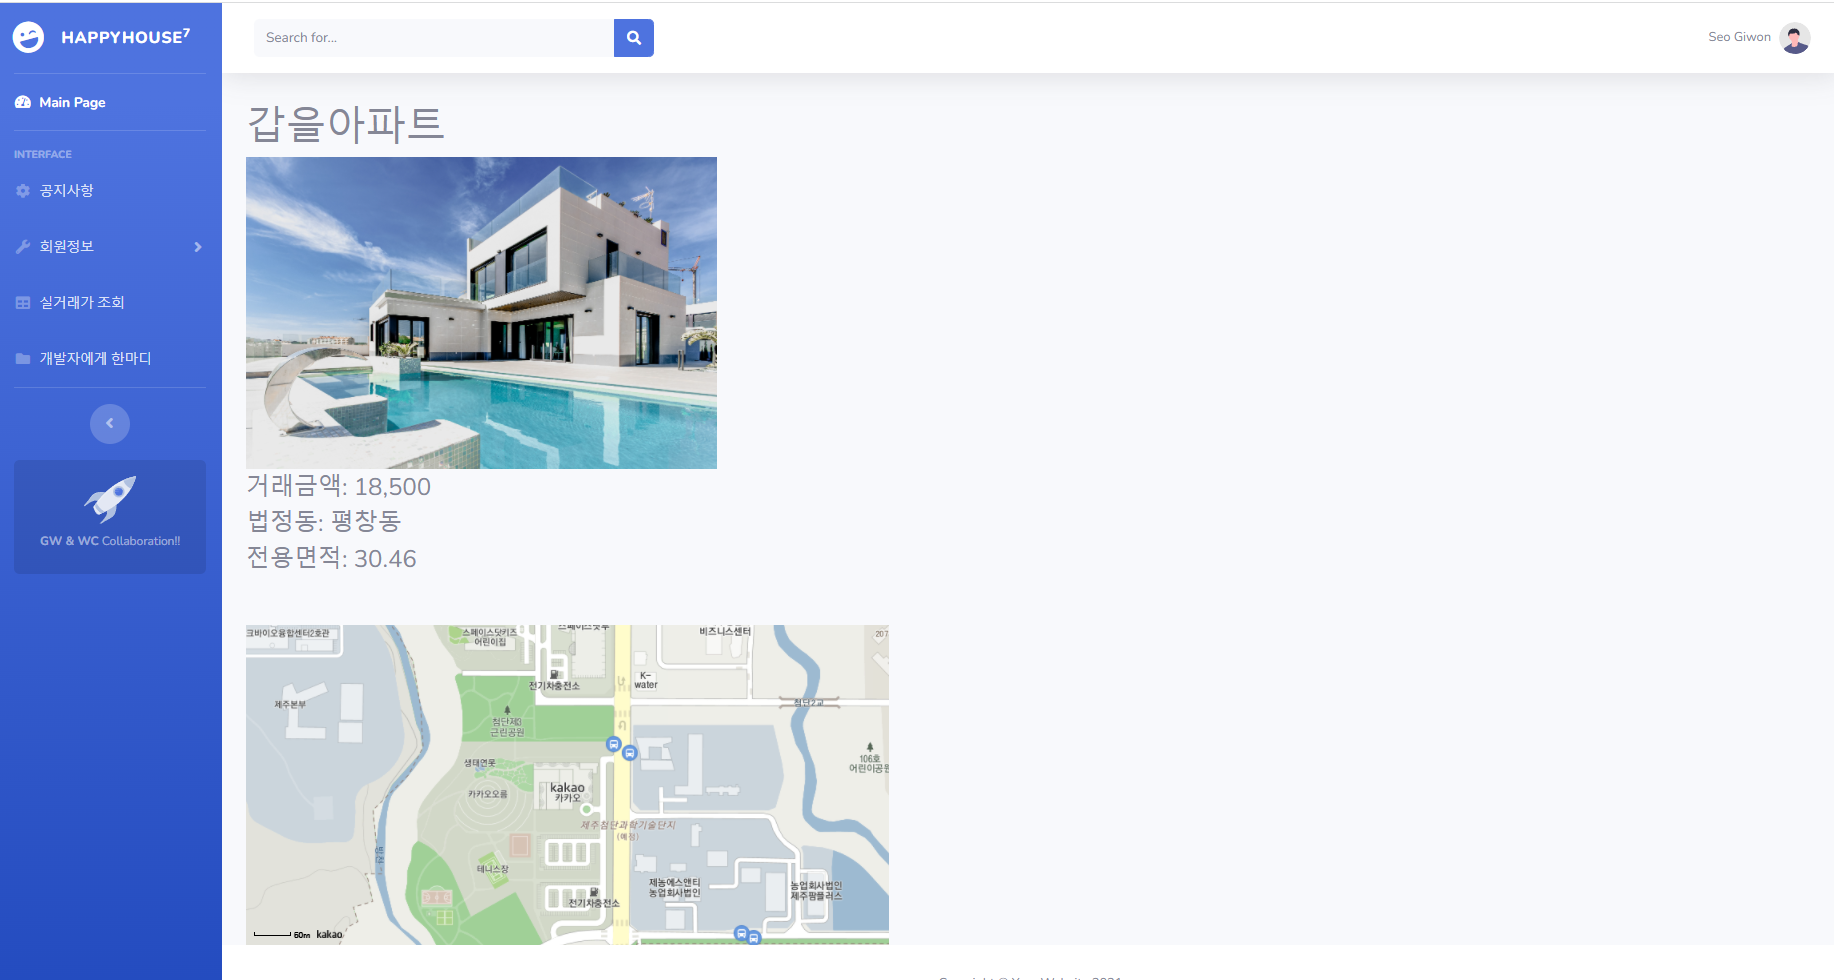 HAPPYHOUSE7
Search for...
Seo Giwon
Main Page
INTERFACE
공지사항
회원정보
실거래가 조회
개발자에게 한마디
GW & WC Collaboration!!
갑을아파트
거래금액: 18,500
법정동: 평창동
전용면적: 30.46
크바이오융합센터2호관
스페이스닷키즈
어린이집
비즈니스센터
207
전기차충전소
K-
water
제주본부
첨단2교
첨단제3
근린공원
106호
어린이공원
생태연못
kakao
카카오
카카오오름
제주첨단과학기술단지
(예정)
테니스장
제농에스앤티
농업회사법인
농업회사법인
제주팜플러스
전기차충전소
50m
kakao